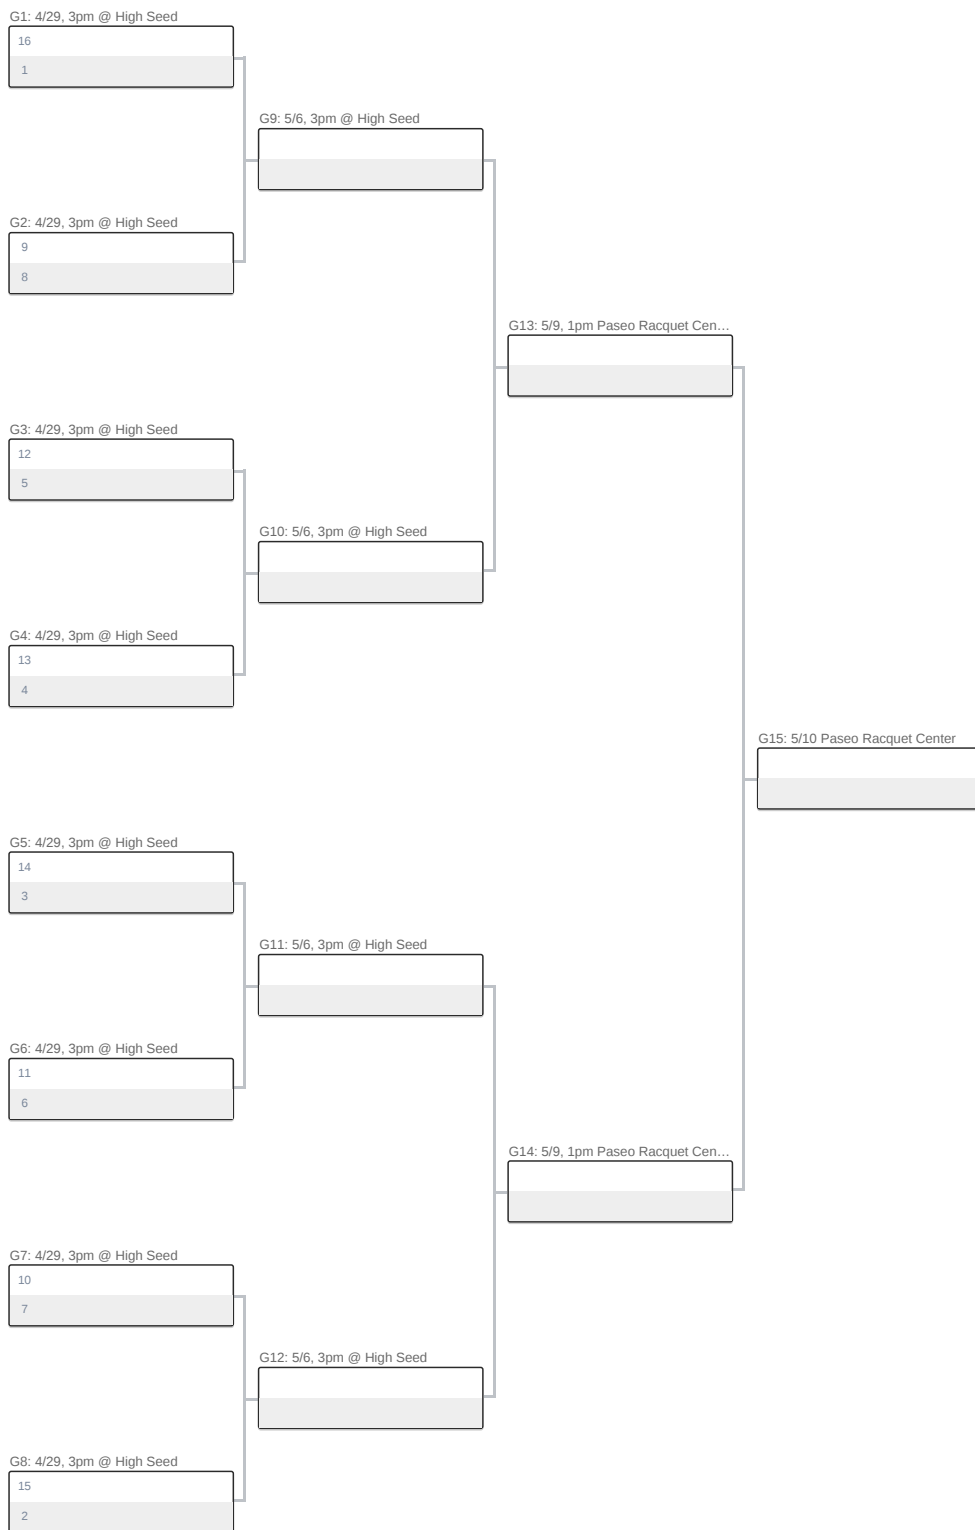 G1: 4/29, 3pm @ High Seed
16
1
G9: 5/6, 3pm @ High Seed
G2: 4/29, 3pm @ High Seed
9
8
G13: 5/9, 1pm Paseo Racquet Cen…
G3: 4/29, 3pm @ High Seed
12
5
G10: 5/6, 3pm @ High Seed
G4: 4/29, 3pm @ High Seed
13
4
G15: 5/10 Paseo Racquet Center
G5: 4/29, 3pm @ High Seed
14
3
G11: 5/6, 3pm @ High Seed
G6: 4/29, 3pm @ High Seed
11
6
G14: 5/9, 1pm Paseo Racquet Cen…
G7: 4/29, 3pm @ High Seed
10
7
G12: 5/6, 3pm @ High Seed
G8: 4/29, 3pm @ High Seed
15
2